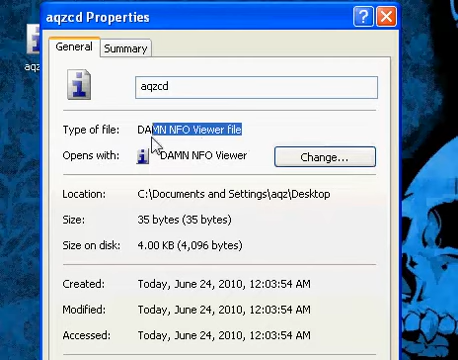 aqzcd Properties
General
Summary
aqz
aqzcd
Type of file: DAMN NFO Viewer file
Opens with: DAMN NFO Viewer Change...
Location: C:\Documents and Settings\aqz\Desktop
Size: 35 bytes (35 bytes)
Size on disk: 4.00 KB (4,096 bytes)
Created: Today, June 24, 2010, 12:03:54 AM
Modified: Today, June 24, 2010, 12:03:54 AM
Accessed: Today, June 24, 2010, 12:03:54 AM